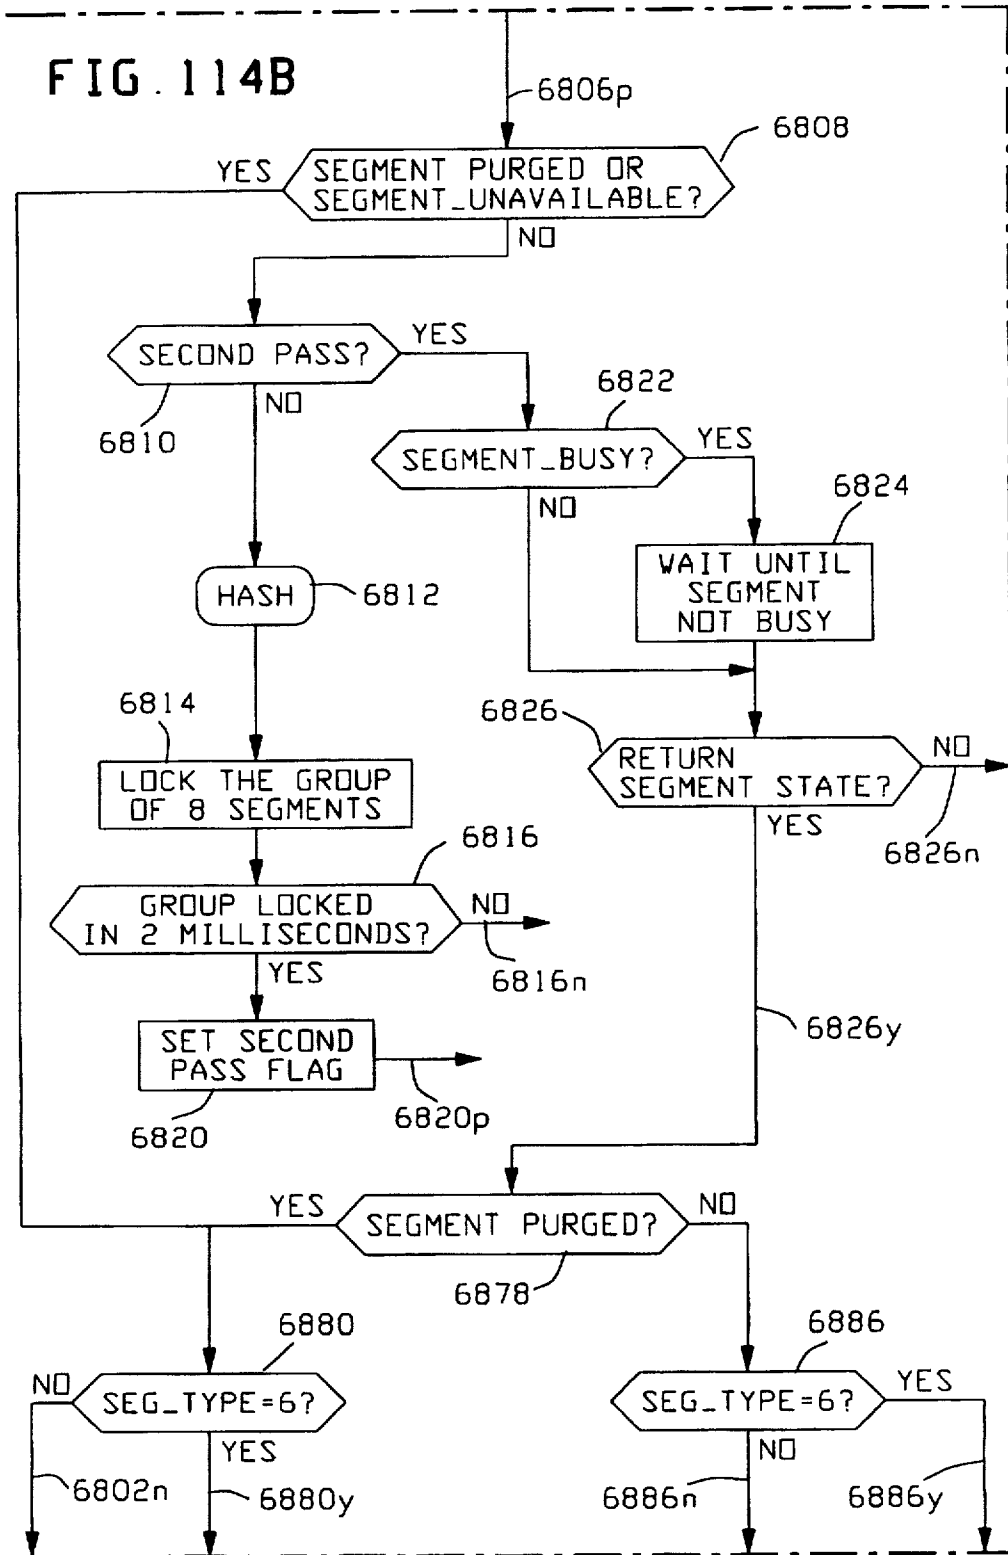 FIG. 114B
6806p
6808
YES
SEGMENT PURGED OR
SEGMENT_UNAVAILABLE?
NO
SECOND PASS?
YES
NO
6810
6822
SEGMENT_BUSY?
YES
NO
6824
WAIT UNTIL
SEGMENT
NOT BUSY
HASH
6812
6814
LOCK THE GROUP
OF 8 SEGMENTS
6826
RETURN
SEGMENT STATE?
NO
YES
6826n
6816
GROUP LOCKED
IN 2 MILLISECONDS?
NO
6816n
YES
6826y
SET SECOND
PASS FLAG
6820
6820p
YES
SEGMENT PURGED?
NO
6878
6880
NO
SEG_TYPE=6?
YES
6802n
6880y
6886
SEG_TYPE=6?
YES
NO
6886n
6886y